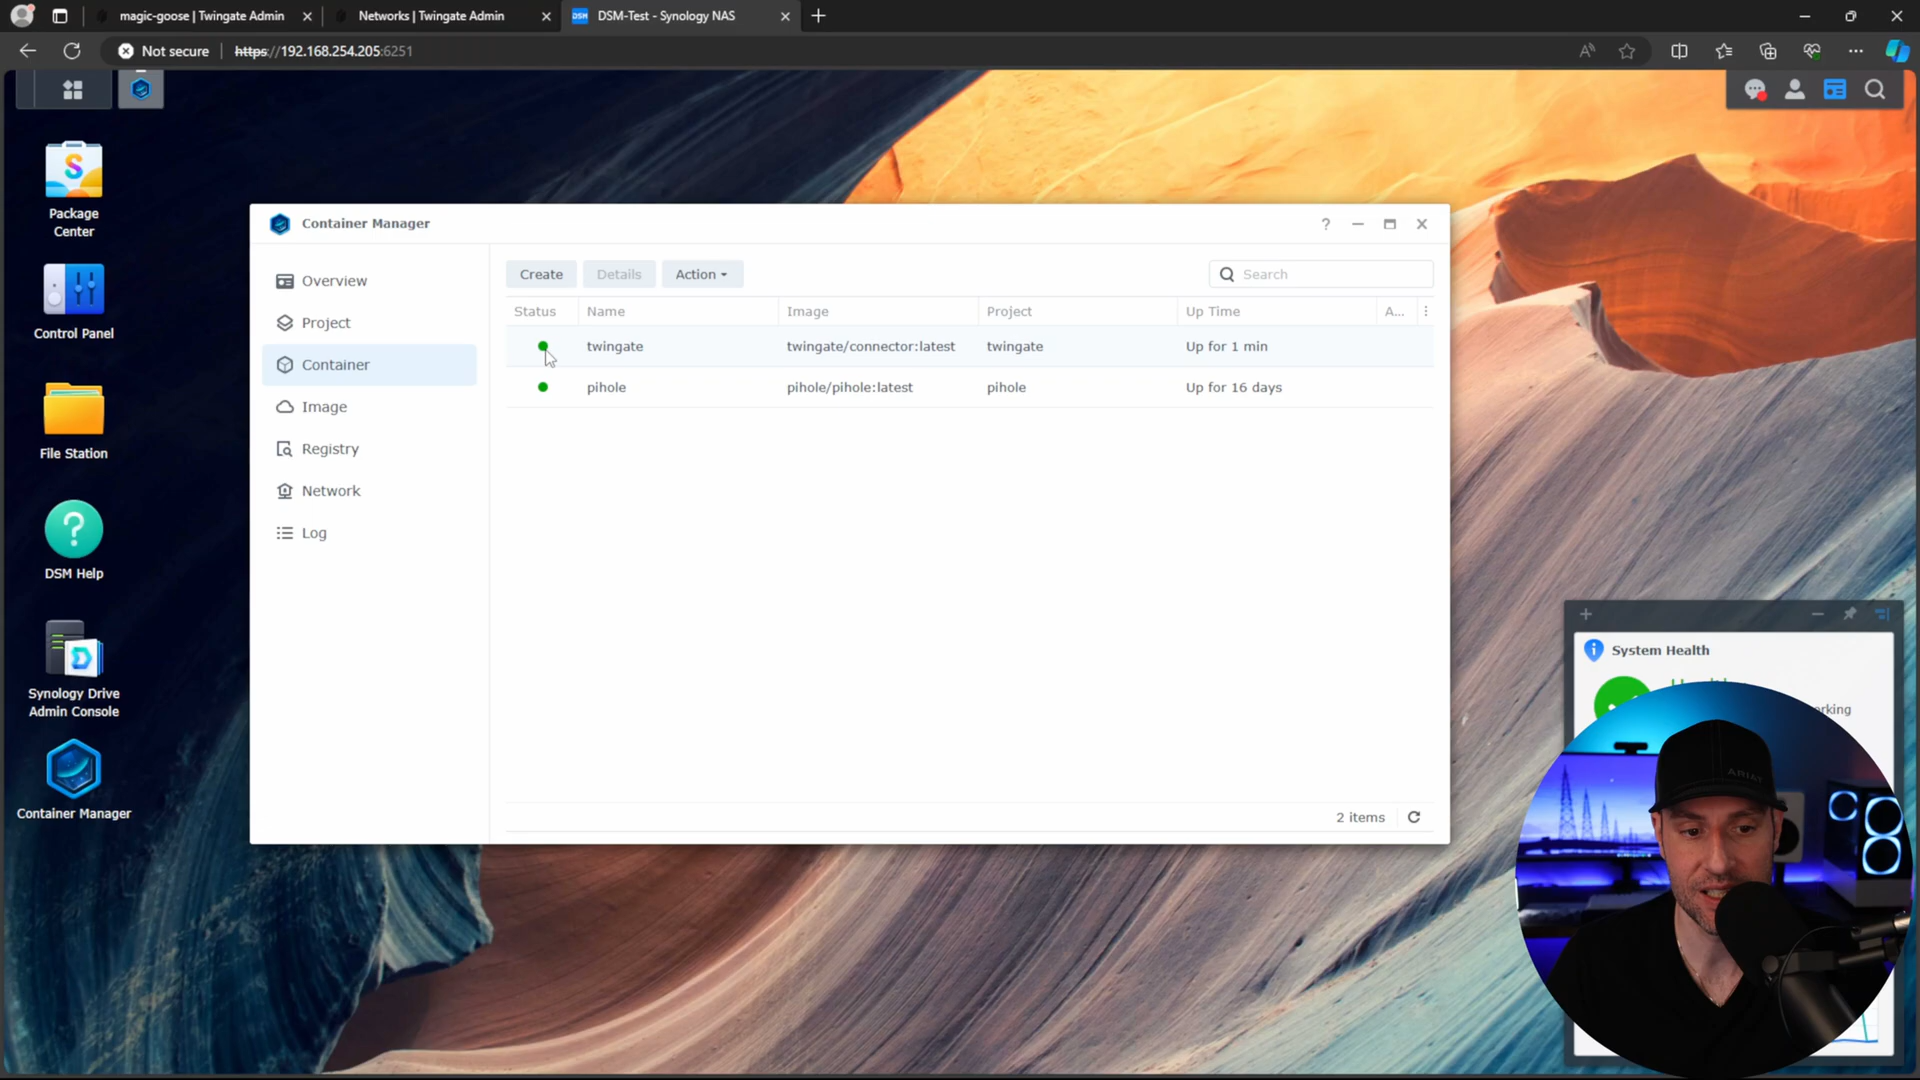 magic-goose | Twingate Admin
Networks | Twingate Admin
DSM
DSM-Test - Synology NAS
Not secure
https://192.168.254.205:6251
Package
Center
Control Panel
File Station
DSM Help
Synology Drive
Admin Console
Container Manager
Container Manager
Overview
Project
Container
Image
Registry
Network
Log
Create
Details
Action
Search
Status
Name
Image
Project
Up Time
A...
twingate
twingate/connector:latest
twingate
Up for 1 min
pihole
pihole/pihole:latest
pihole
Up for 16 days
2 items
System Health
ARIAT